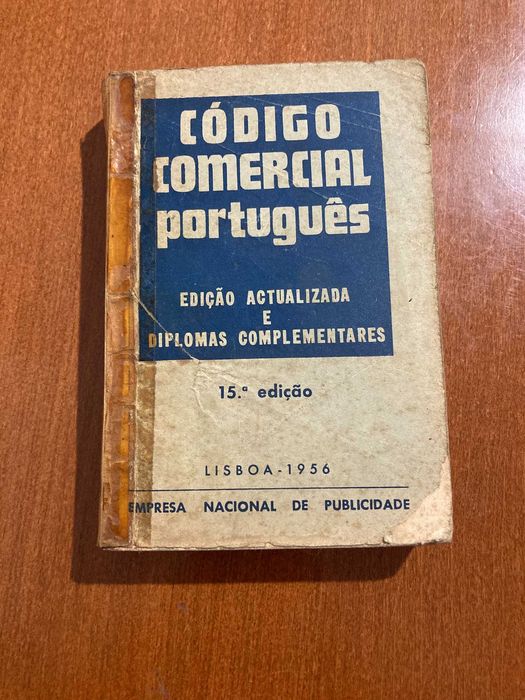 CÓDIGO
COMERCIAL
português
EDIÇÃO ACTUALIZADA
E
DIPLOMAS COMPLEMENTARES
15.ª edição
LISBOA-1956
EMPRESA NACIONAL DE PUBLICIDADE